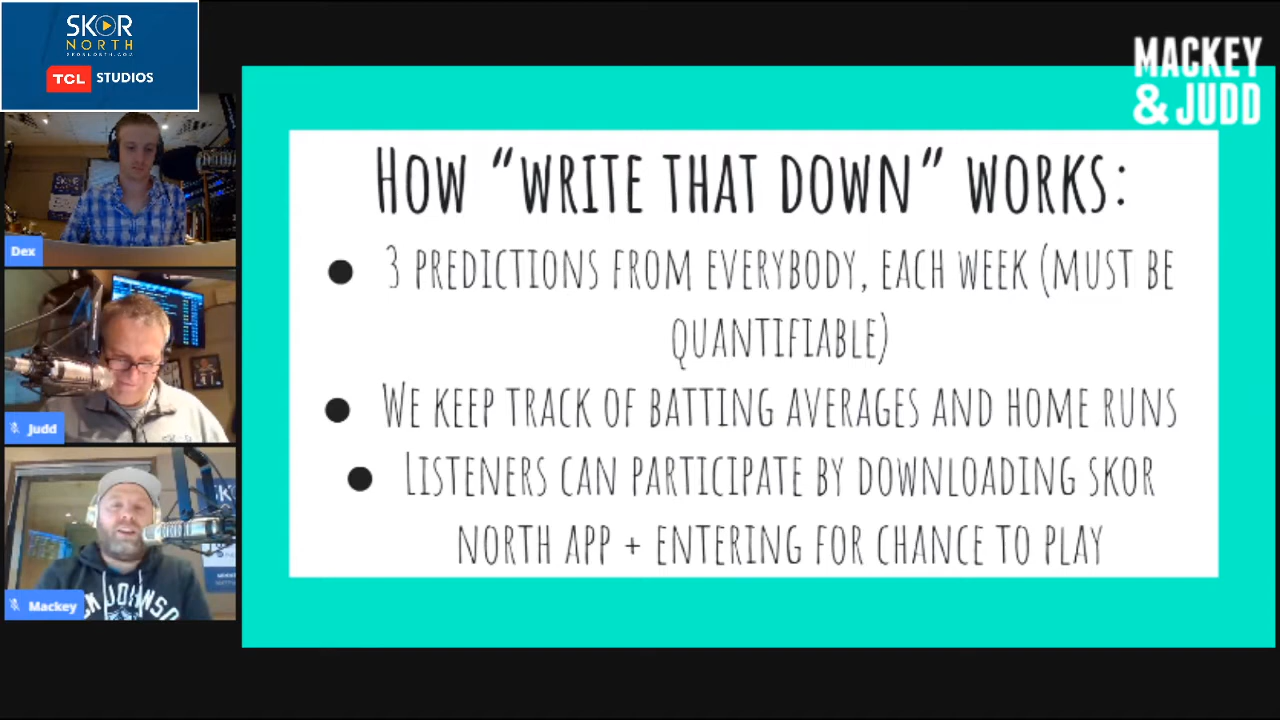 SKOR
NORTH
SKORNORTH.COM
TCL STUDIOS
MACKEY
& JUDD
How “write that down” works:
● 3 predictions from everybody, each week (must be
quantifiable)
● We keep track of batting averages and home runs
● Listeners can participate by downloading SKOR
North app + entering for chance to play
Dex
Judd
Mackey